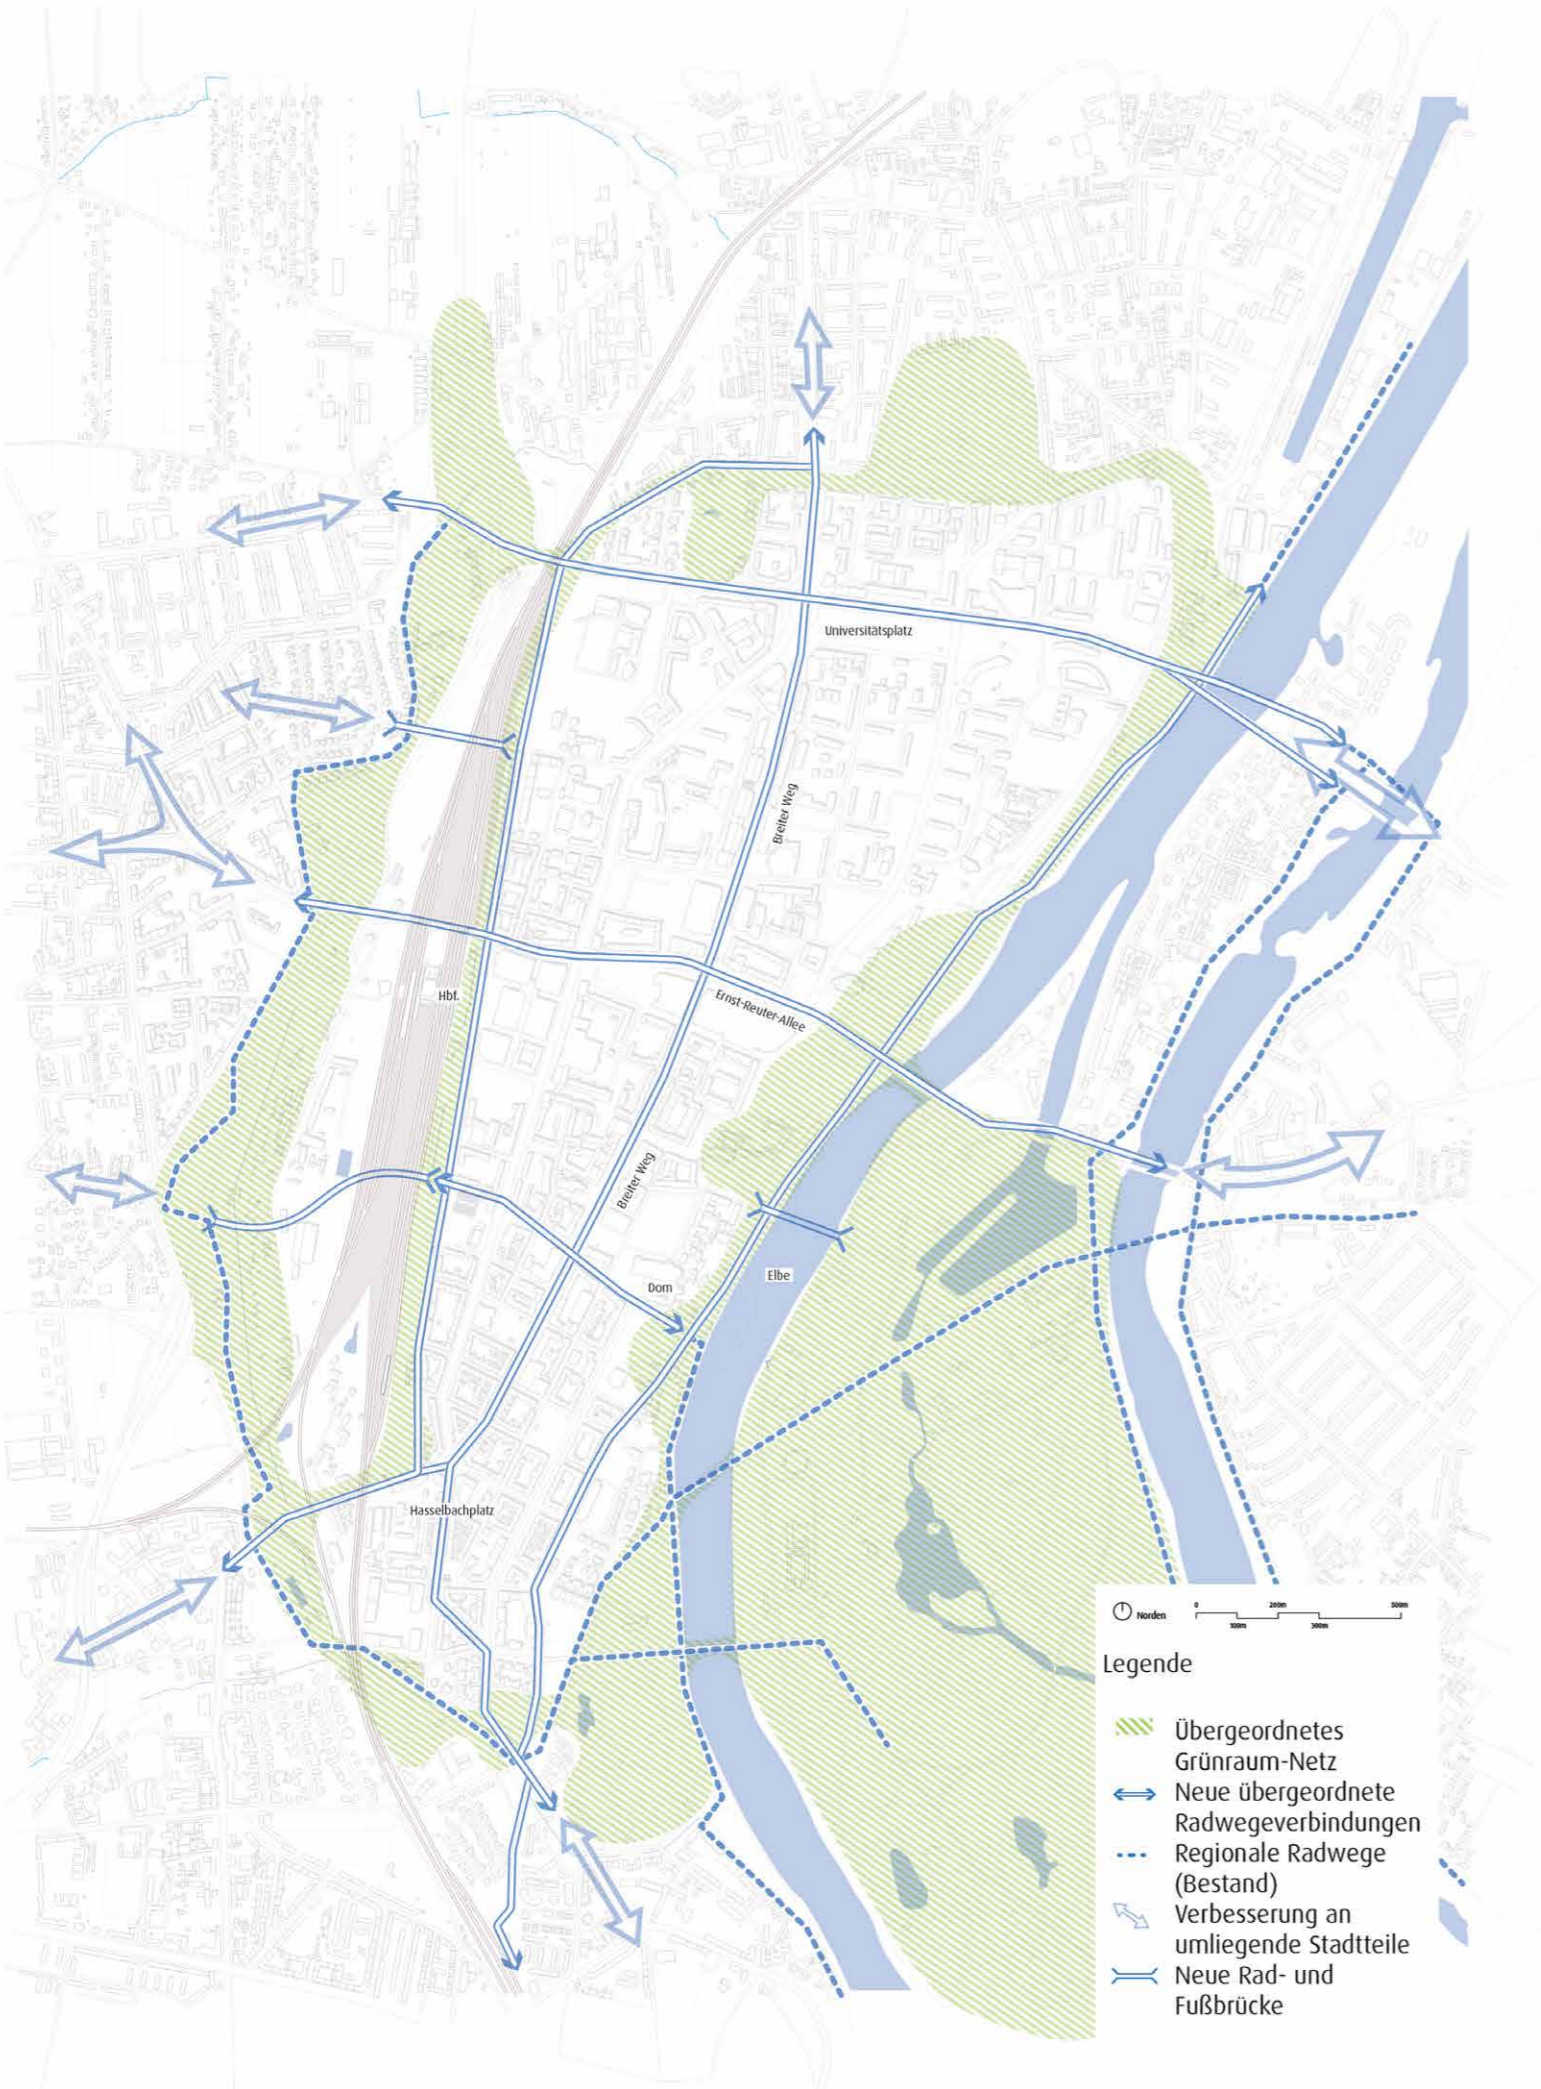 Universitätsplatz
Breiter Weg
Hbf.
Ernst-Reuter-Allee
Breiter Weg
Elbe
Dom
Hasselbachplatz
Norden
0 200m 500m
100m 300m
Legende
Übergeordnetes
Grünraum-Netz
Neue übergeordnete
Radwegeverbindungen
Regionale Radwege
(Bestand)
Verbesserung an
umliegende Stadtteile
Neue Rad- und
Fußbrücke